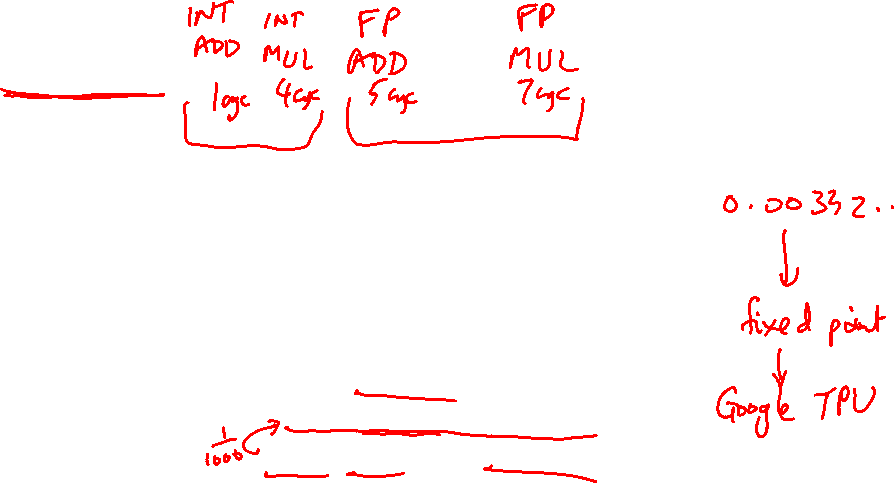 INT INT FP FP
ADD MUL ADD MUL
1cyc 4cyc 5cyc 7cyc
0.00332..
fixed point
Google TPU
1/1000